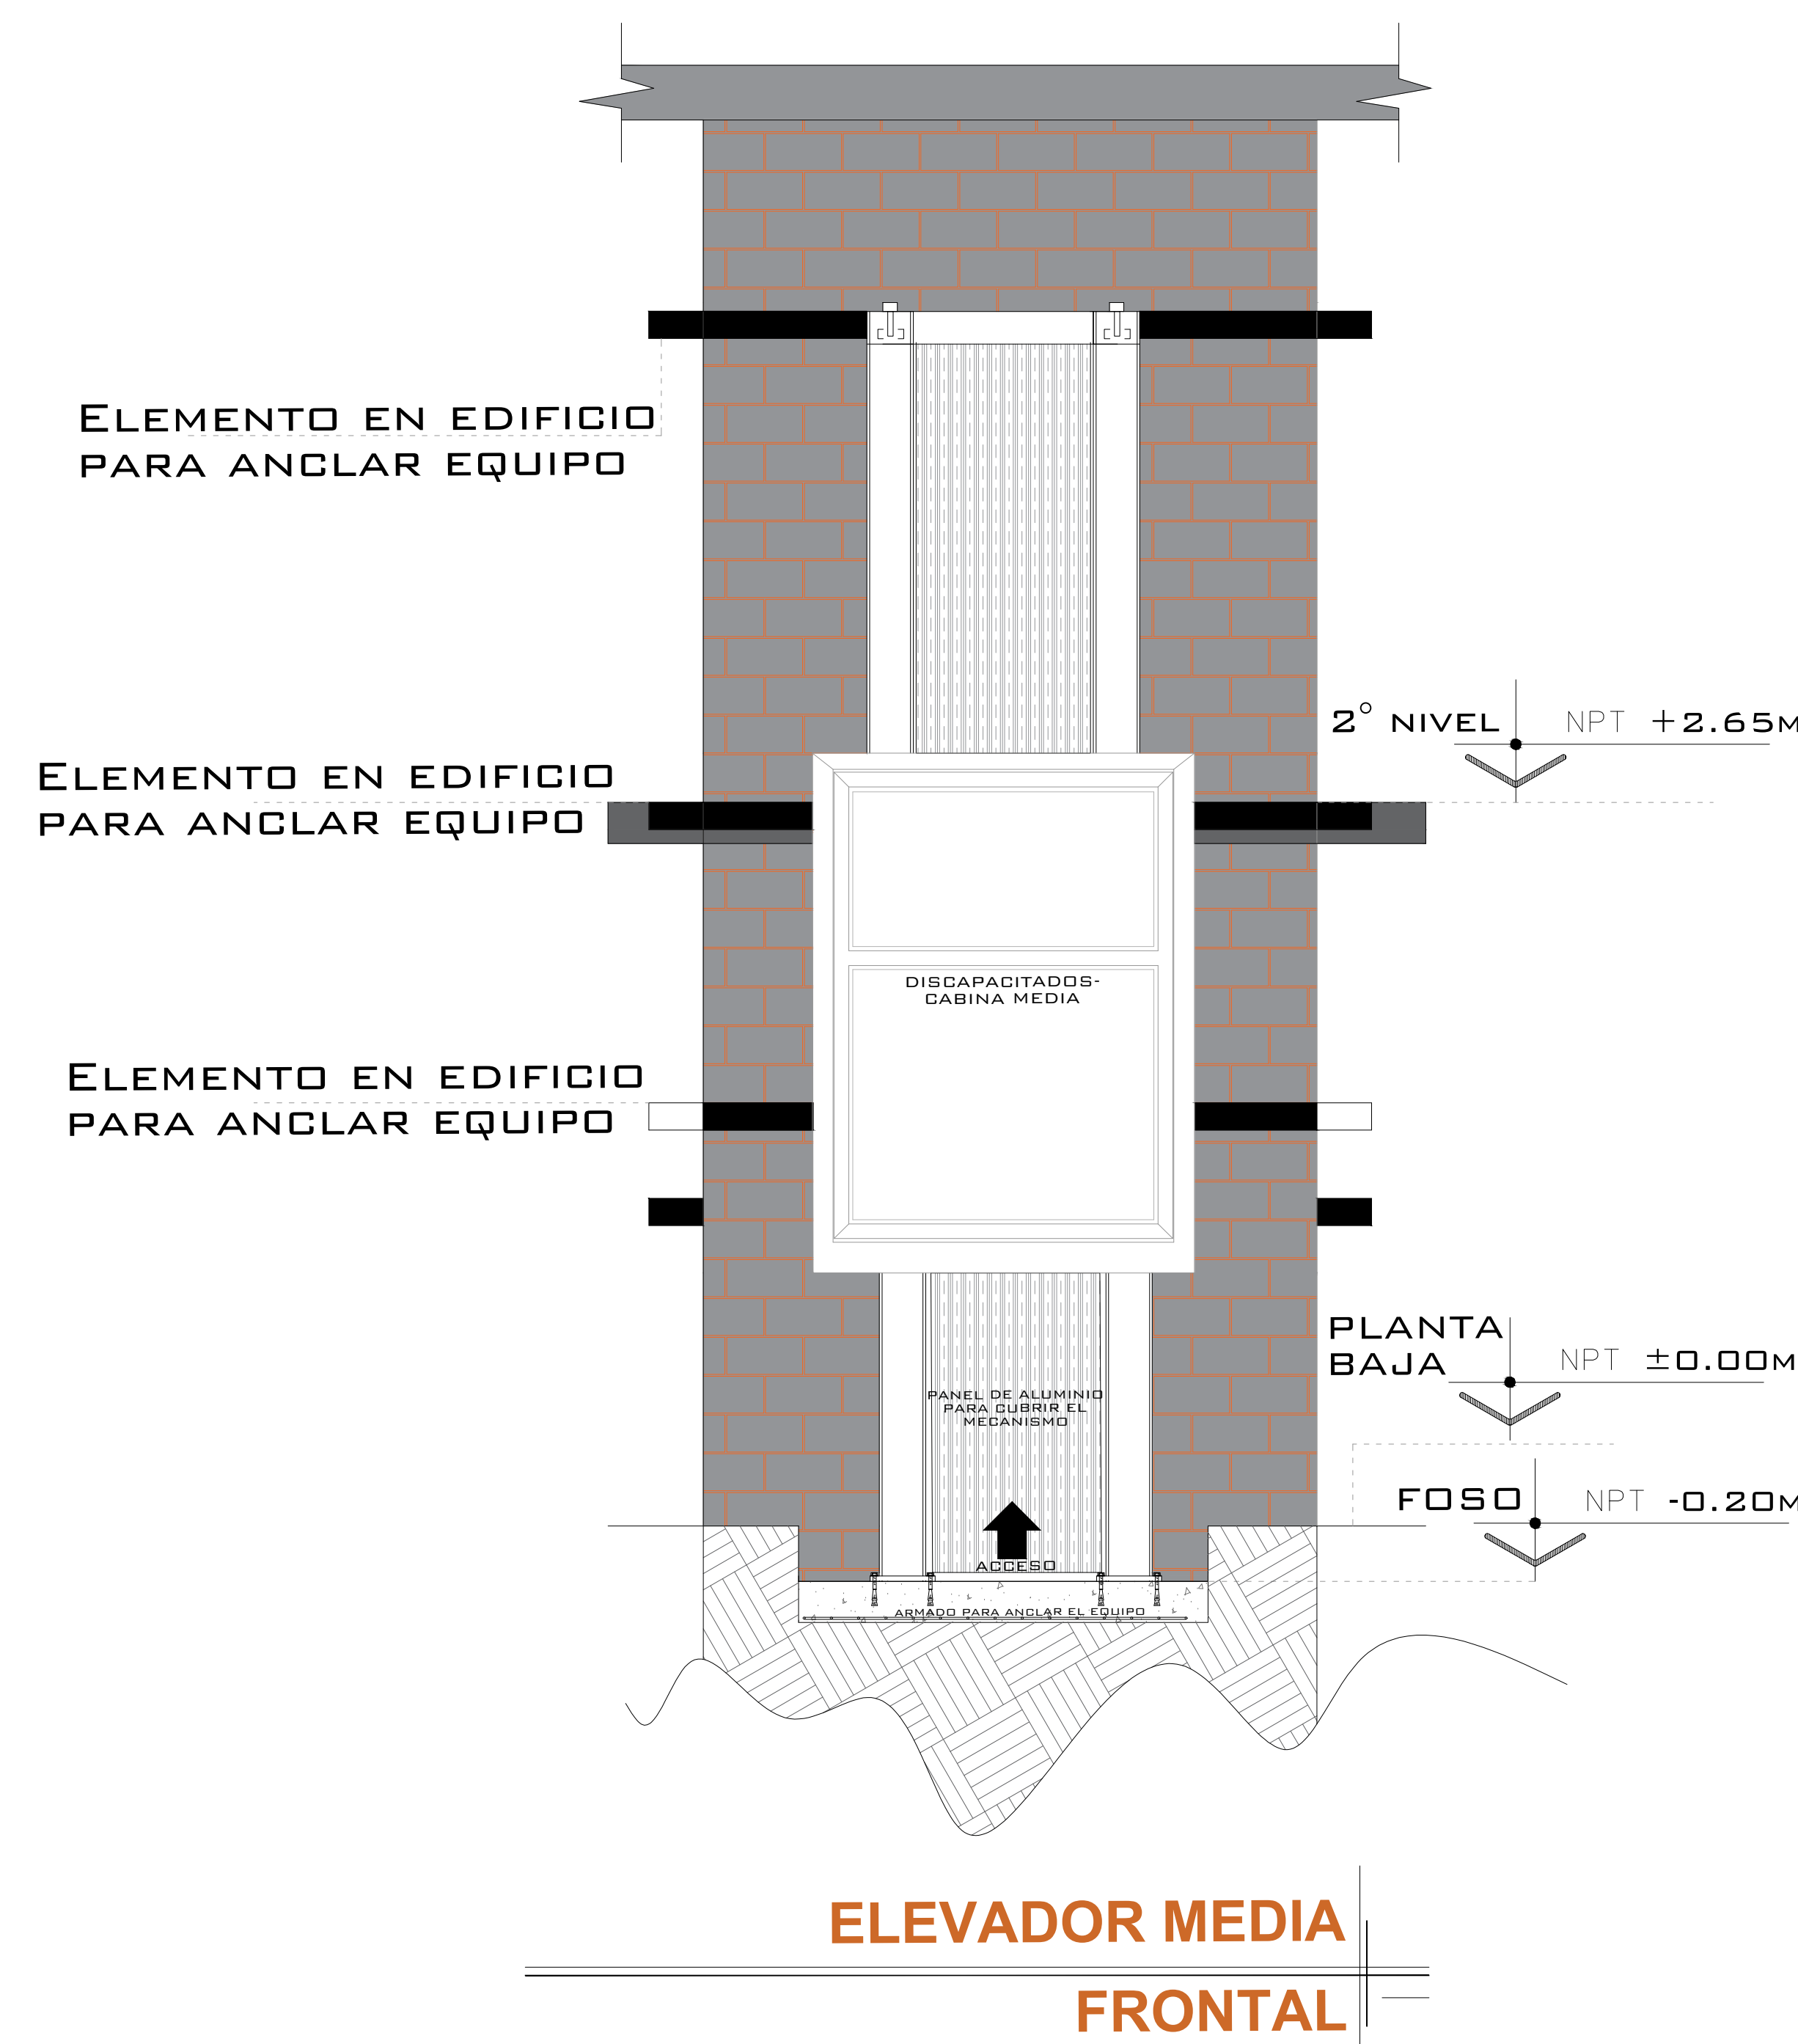 ELEMENTO EN EDIFICIO
PARA ANCLAR EQUIPO
2° NIVEL
NPT +2.65M
ELEMENTO EN EDIFICIO
PARA ANCLAR EQUIPO
DISCAPACITADOS-
CABINA MEDIA
ELEMENTO EN EDIFICIO
PARA ANCLAR EQUIPO
PLANTA
BAJA
NPT ±0.00M
PANEL DE ALUMINIO
PARA CUBRIR EL
MECANISMO
FOSO
NPT -0.20M
ACCESO
ARMADO PARA ANCLAR EL EQUIPO
ELEVADOR MEDIA
FRONTAL